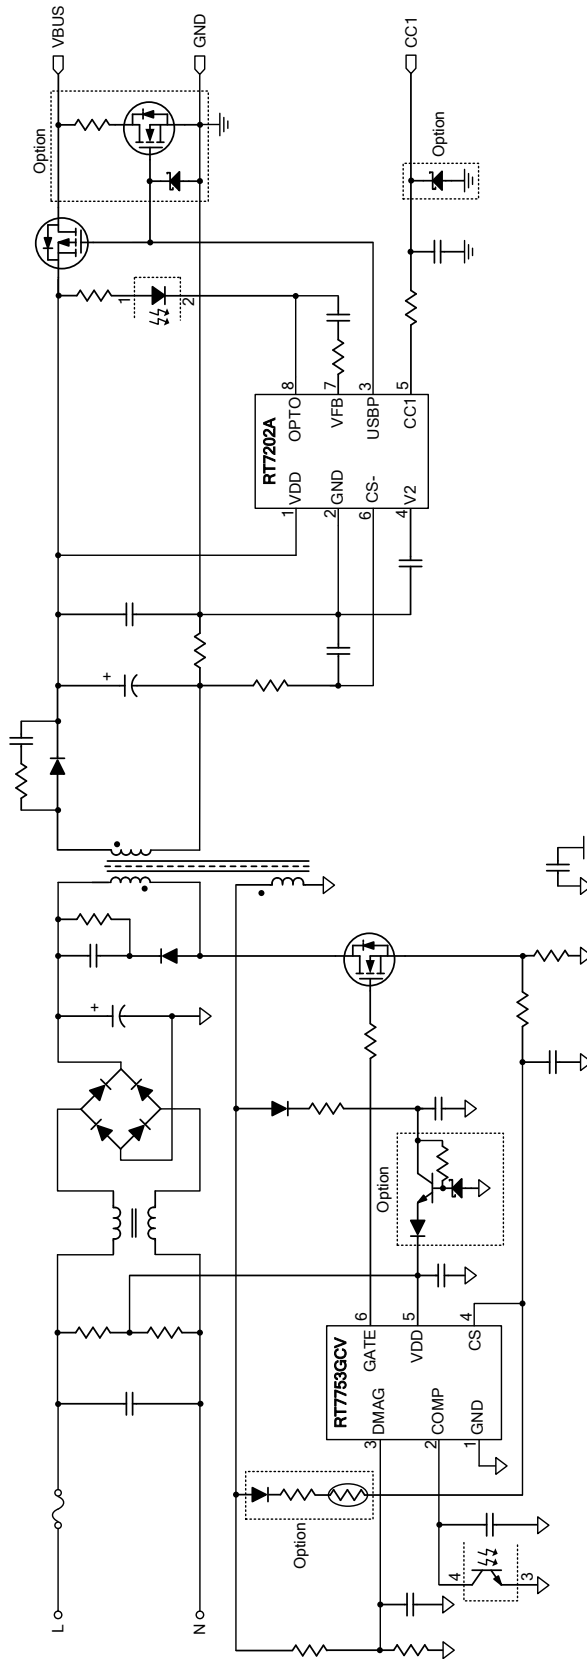 L
N
Option
VBUS
GND
+
+
1
2
RT7202A
1 VDD
OPTO 8
2 GND
VFB 7
6 CS-
USBP 3
4 V2
CC1 5
CC1
Option
Option
RT7753GCV
3 DMAG
GATE 6
2 COMP
VDD 5
1 GND
CS 4
Option
4
3